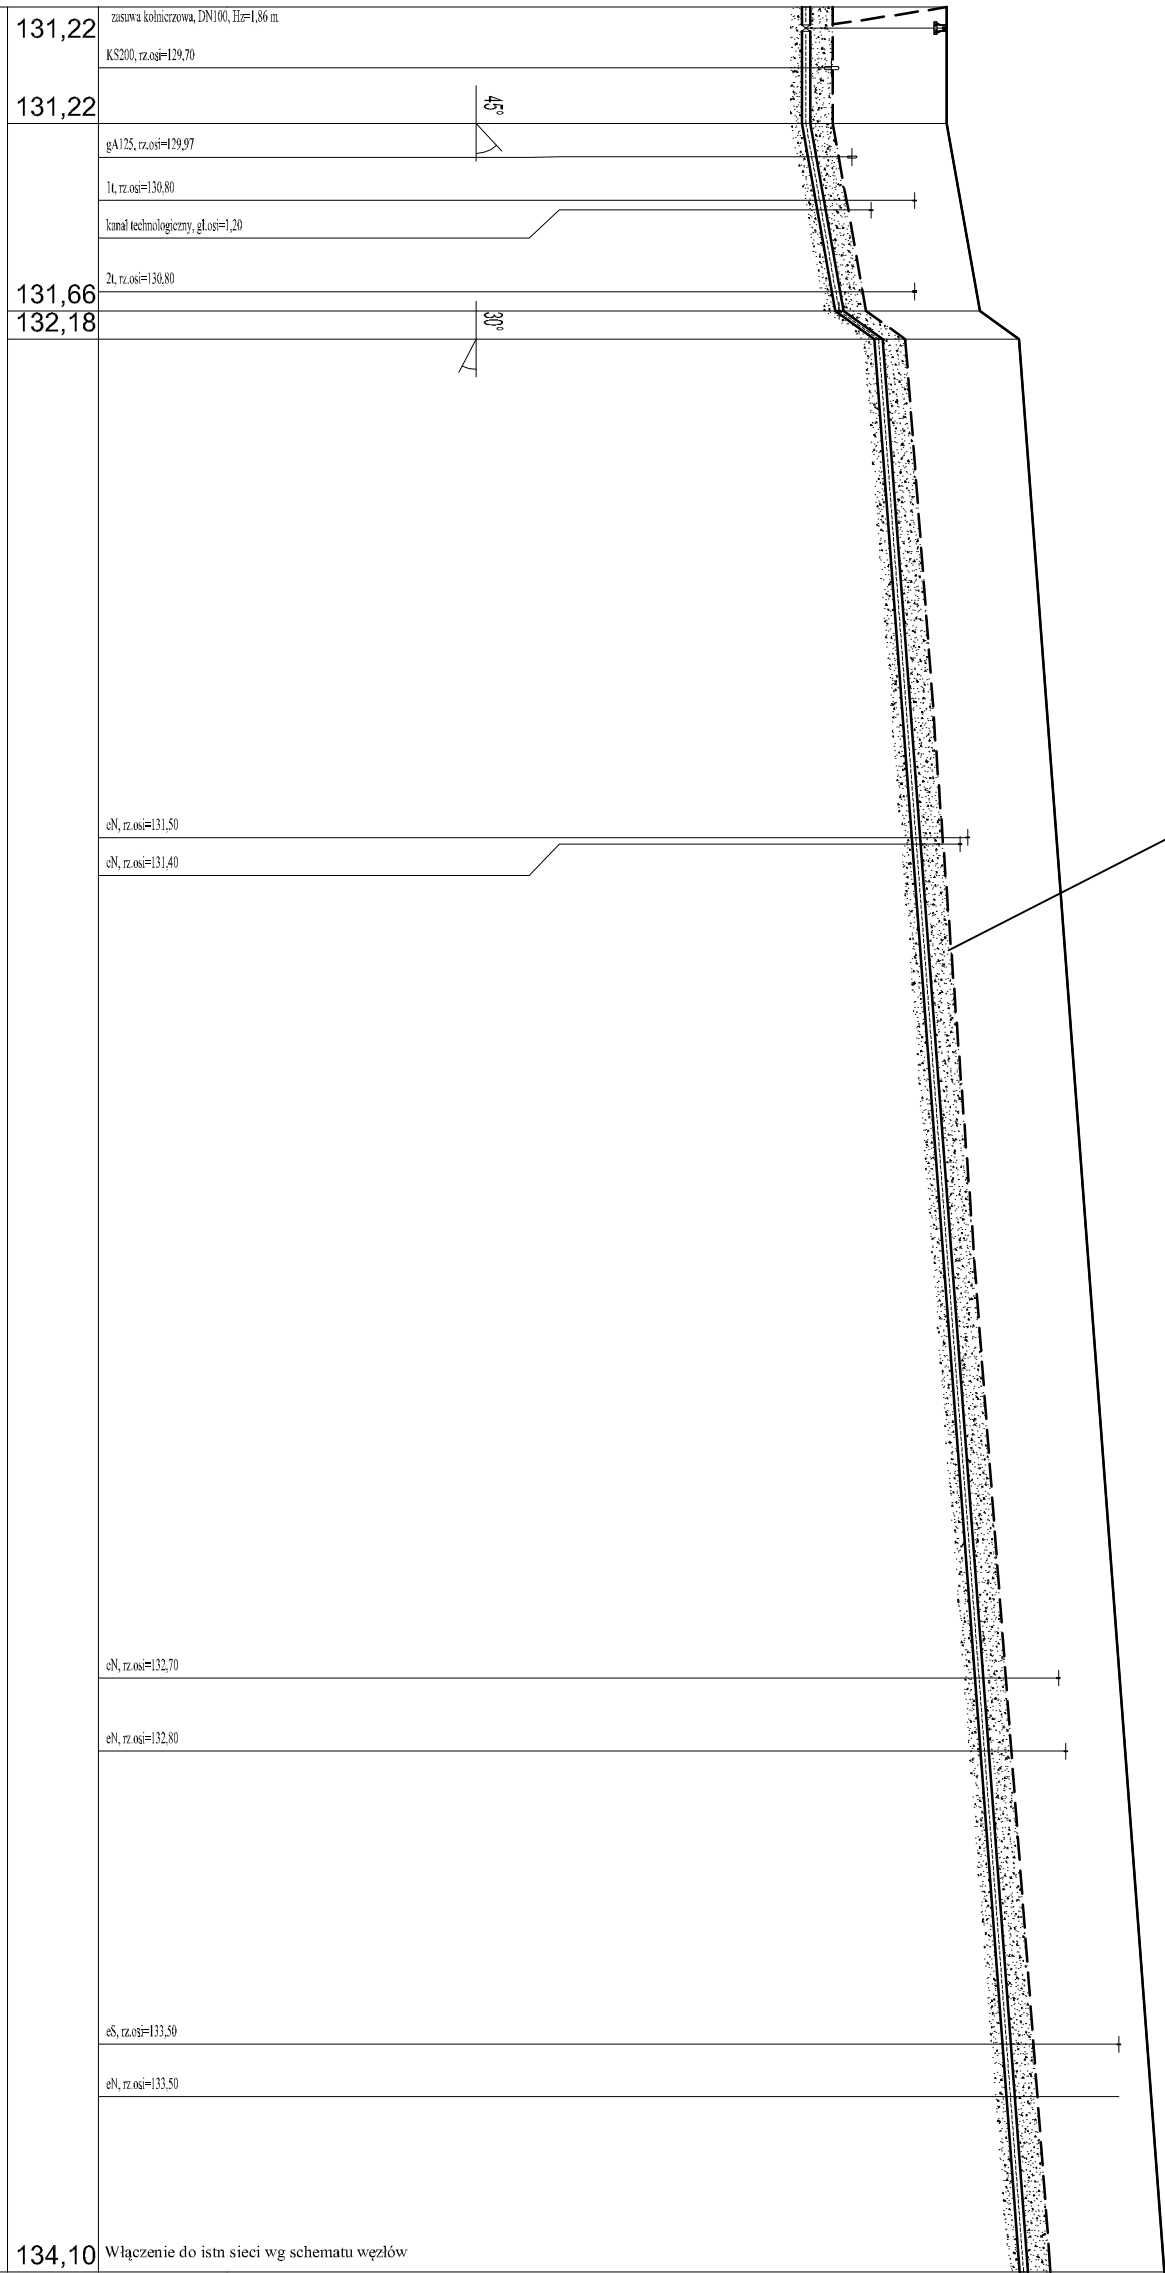 131,22
zasuwa kołnierzowa, DN100, Hz=1,86 m
KS200, rz.osi=129,70
131,22
45°
gA125, rz.osi=129,97
1t, rz.osi=130,80
kanał technologiczny, gł.osi=1,20
2t, rz.osi=130,80
131,66
132,18
30°
eN, rz.osi=131,50
eN, rz.osi=131,40
eN, rz.osi=132,70
eN, rz.osi=132,80
eS, rz.osi=133,50
eN, rz.osi=133,50
134,10
Włączenie do istn sieci wg schematu węzłów